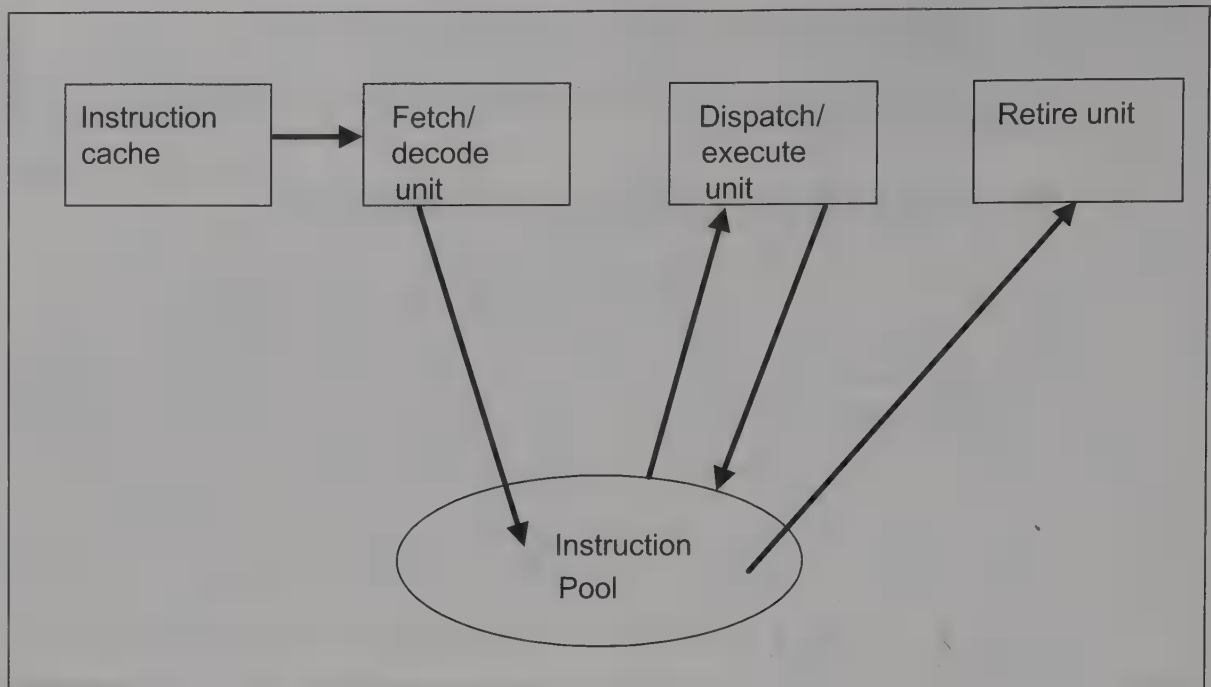 Instruction
cache
Fetch/
decode
unit
Dispatch/
execute
unit
Retire unit
Instruction
Pool